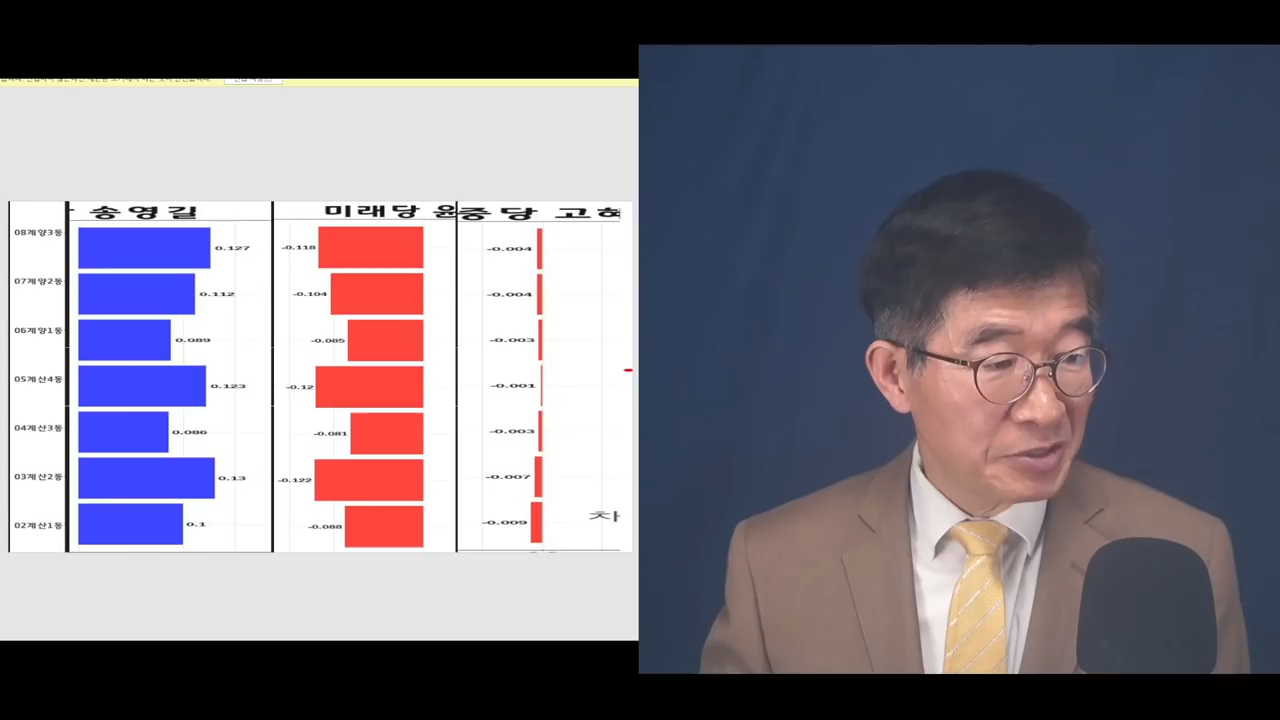 송영길
미래당 윤
중당 고
08계양3동 0.127 -0.118 -0.004
07계양2동 0.112 -0.104 -0.004
06계양1동 0.089 -0.085 -0.003
05계산4동 0.123 -0.12 -0.001
04계산3동 0.086 -0.081 -0.003
03계산2동 0.13 -0.122 -0.007
02계산1동 0.1 -0.088 -0.009
차